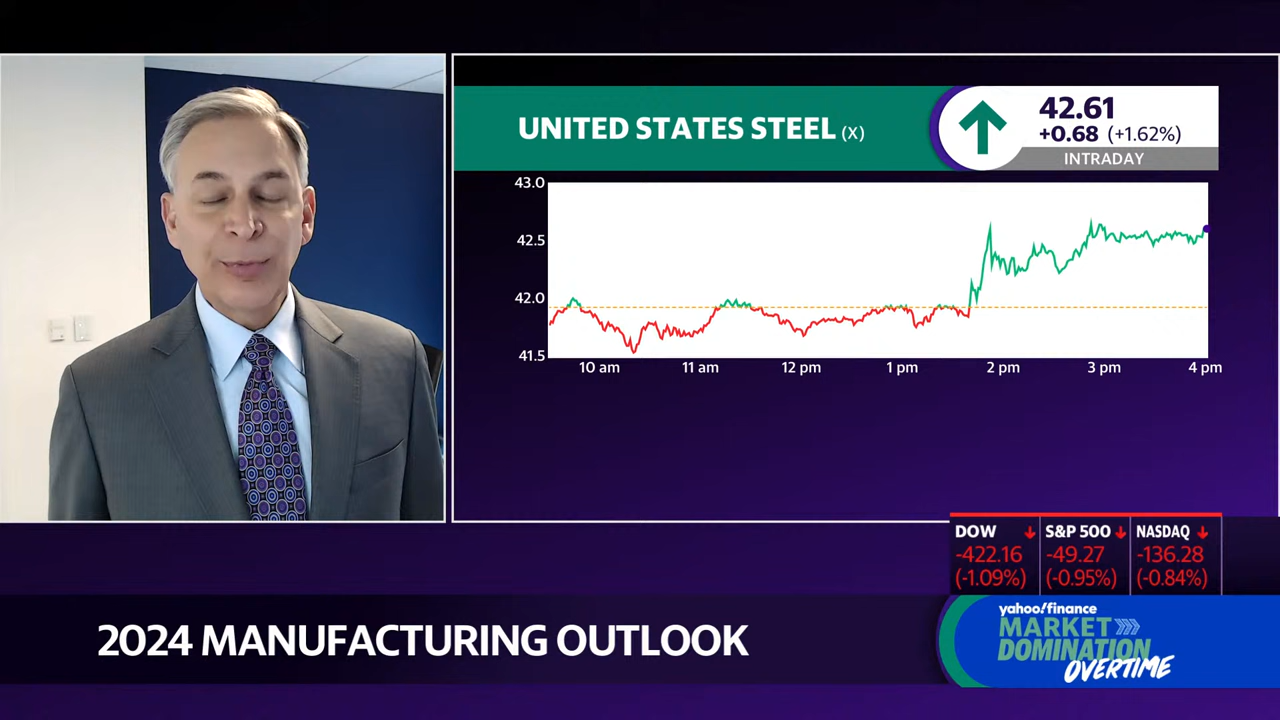 UNITED STATES STEEL (X)
42.61
+0.68 (+1.62%)
INTRADAY
43.0
42.5
42.0
41.5
10 am 11 am 12 pm 1 pm 2 pm 3 pm 4 pm
DOW S&P 500 NASDAQ
-422.16 -49.27 -136.28
(-1.09%) (-0.95%) (-0.84%)
2024 MANUFACTURING OUTLOOK
yahoo!finance
MARKET
DOMINATION
OVERTIME